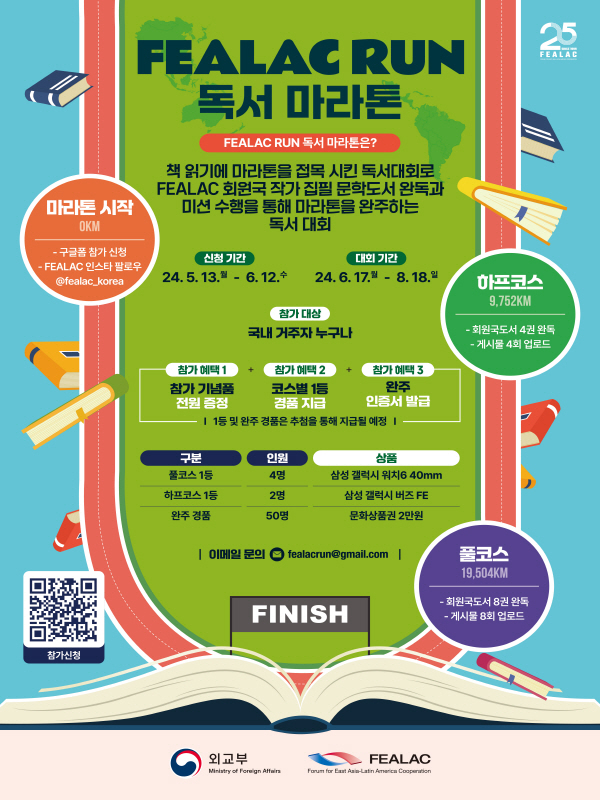 25
SINCE 1999
FEALAC
FEALAC RUN
독서 마라톤
FEALAC RUN 독서 마라톤은?
책 읽기에 마라톤을 접목 시킨 독서대회로
FEALAC 회원국 작가 집필 문학도서 완독과
미션 수행을 통해 마라톤을 완주하는
독서 대회
마라톤 시작
0KM
- 구글폼 참가 신청
- FEALAC 인스타 팔로우
@fealac_korea
신청 기간
24. 5. 13.월 - 6. 12.수
대회 기간
24. 6. 17.월 - 8. 18.일
하프코스
9,752KM
- 회원국도서 4권 완독
- 게시물 4회 업로드
참가 대상
국내 거주자 누구나
참가 혜택 1 + 참가 혜택 2 + 참가 혜택 3
참가 기념품
전원 증정
코스별 1등
경품 지급
완주
인증서 발급
I 1등 및 완주 경품은 추첨을 통해 지급될 예정 I
구분 인원 상품
풀코스 1등 4명 삼성 갤럭시 워치6 40mm
하프코스 1등 2명 삼성 갤럭시 버즈 FE
완주 경품 50명 문화상품권 2만원
| 이메일 문의 fealacrun@gmail.com |
풀코스
19,504KM
- 회원국도서 8권 완독
- 게시물 8회 업로드
참가신청
FINISH
외교부
Ministry of Foreign Affairs
FEALAC
Forum for East Asia-Latin America Cooperation